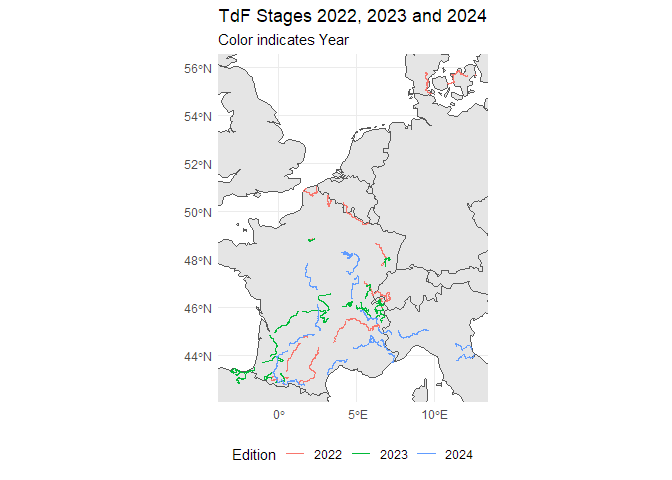 TdF Stages 2022, 2023 and 2024
Color indicates Year
56°N
54°N
52°N
50°N
48°N
46°N
44°N
0°
5°E
10°E
Edition 2022 2023 2024